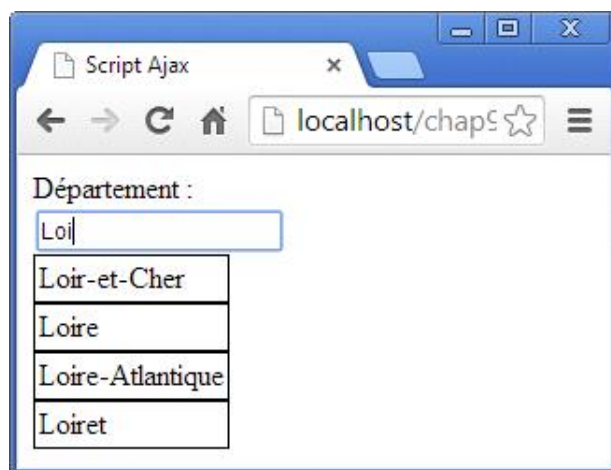 Script Ajax
localhost/chap9
Département :
Loi
Loir-et-Cher
Loire
Loire-Atlantique
Loiret